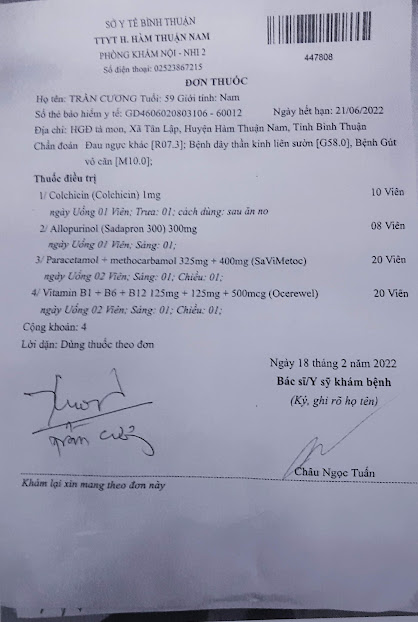 SỞ Y TẾ BÌNH THUẬN
TTYT H. HÀM THUẬN NAM
PHÒNG KHÁM NỘI - NHI 2
Số điện thoại: 02523867215
447808
ĐƠN THUỐC
Họ tên: TRẦN CƯƠNG Tuổi: 59 Giới tính: Nam
Số thẻ bảo hiểm y tế: GD4606020803106 - 60012 Ngày hết hạn: 21/06/2022
Địa chỉ: HGĐ tà mon, Xã Tân Lập, Huyện Hàm Thuận Nam, Tỉnh Bình Thuận
Chẩn đoán Đau ngực khác [R07.3]; Bệnh dây thần kinh liên sườn [G58.0]; Bệnh Gút
vô căn [M10.0];
Thuốc điều trị
1/ Colchicin (Colchicin) 1mg 10 Viên
ngày Uống 01 Viên; Trưa: 01; cách dùng: sau ăn no
2/ Allopurinol (Sadapron 300) 300mg 08 Viên
ngày Uống 01 Viên; Sáng: 01;
3/ Paracetamol + methocarbamol 325mg + 400mg (SaViMetoc) 20 Viên
ngày Uống 02 Viên; Sáng: 01; Chiều: 01;
4/ Vitamin B1 + B6 + B12 125mg + 125mg + 500mcg (Ocerewel) 20 Viên
ngày Uống 02 Viên; Sáng: 01; Chiều: 01;
Cộng khoản: 4
Lời dặn: Dùng thuốc theo đơn
Ngày 18 tháng 2 năm 2022
Bác sĩ/Y sỹ khám bệnh
(Ký, ghi rõ họ tên)
Trần Cương
Châu Ngọc Tuấn
Khám lại xin mang theo đơn này